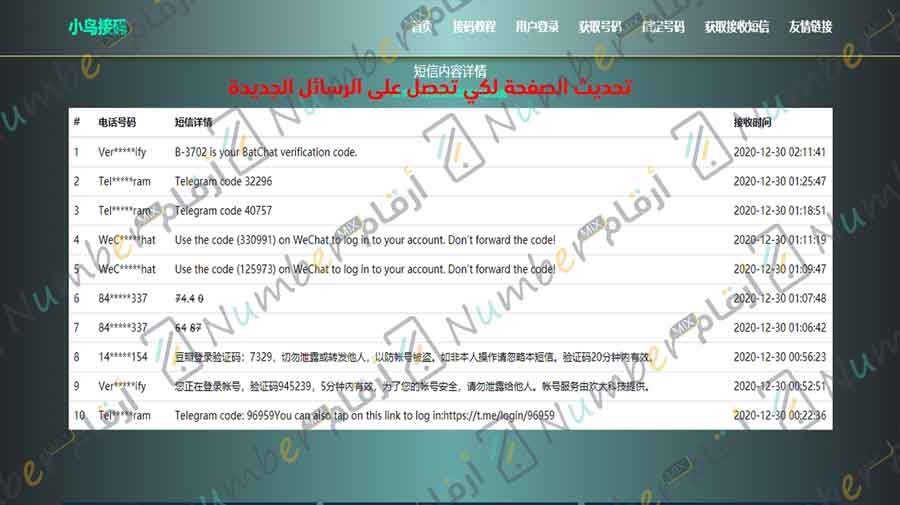 小鸟接码 首页 接码教程 用户登录 获取号码 绑定号码 获取接收短信 友情链接
短信内容详情
تحديث الصفحة لكي تحصل على الرسائل الجديدة
# 电话号码 短信详情 接收时间
1 Ver*****ify B-3702 is your BatChat verification code. 2020-12-30 02:11:41
2 Tel*****ram Telegram code 32296 2020-12-30 01:25:47
3 Tel*****ram Telegram code 40757 2020-12-30 01:18:51
4 WeC*****hat Use the code (330991) on WeChat to log in to your account. Don't forward the code! 2020-12-30 01:11:19
5 WeC*****hat Use the code (125973) on WeChat to log in to your account. Don't forward the code! 2020-12-30 01:09:47
6 84*****337 74.4 0 2020-12-30 01:07:48
7 84*****337 64 87 2020-12-30 01:06:42
8 14*****154 豆瓣登录验证码：7329，切勿泄露或转发他人，以防帐号被盗。如非本人操作请忽略本短信。验证码20分钟内有效。 2020-12-30 00:56:23
9 Ver*****ify 您正在登录帐号，验证码945239，5分钟内有效，为了您的帐号安全，请勿泄露给他人。帐号服务由欢太科技提供。 2020-12-30 00:52:51
10 Tel*****ram Telegram code: 96959You can also tap on this link to log in:https://t.me/login/96959 2020-12-30 00:22:36
Number MIX أرقام